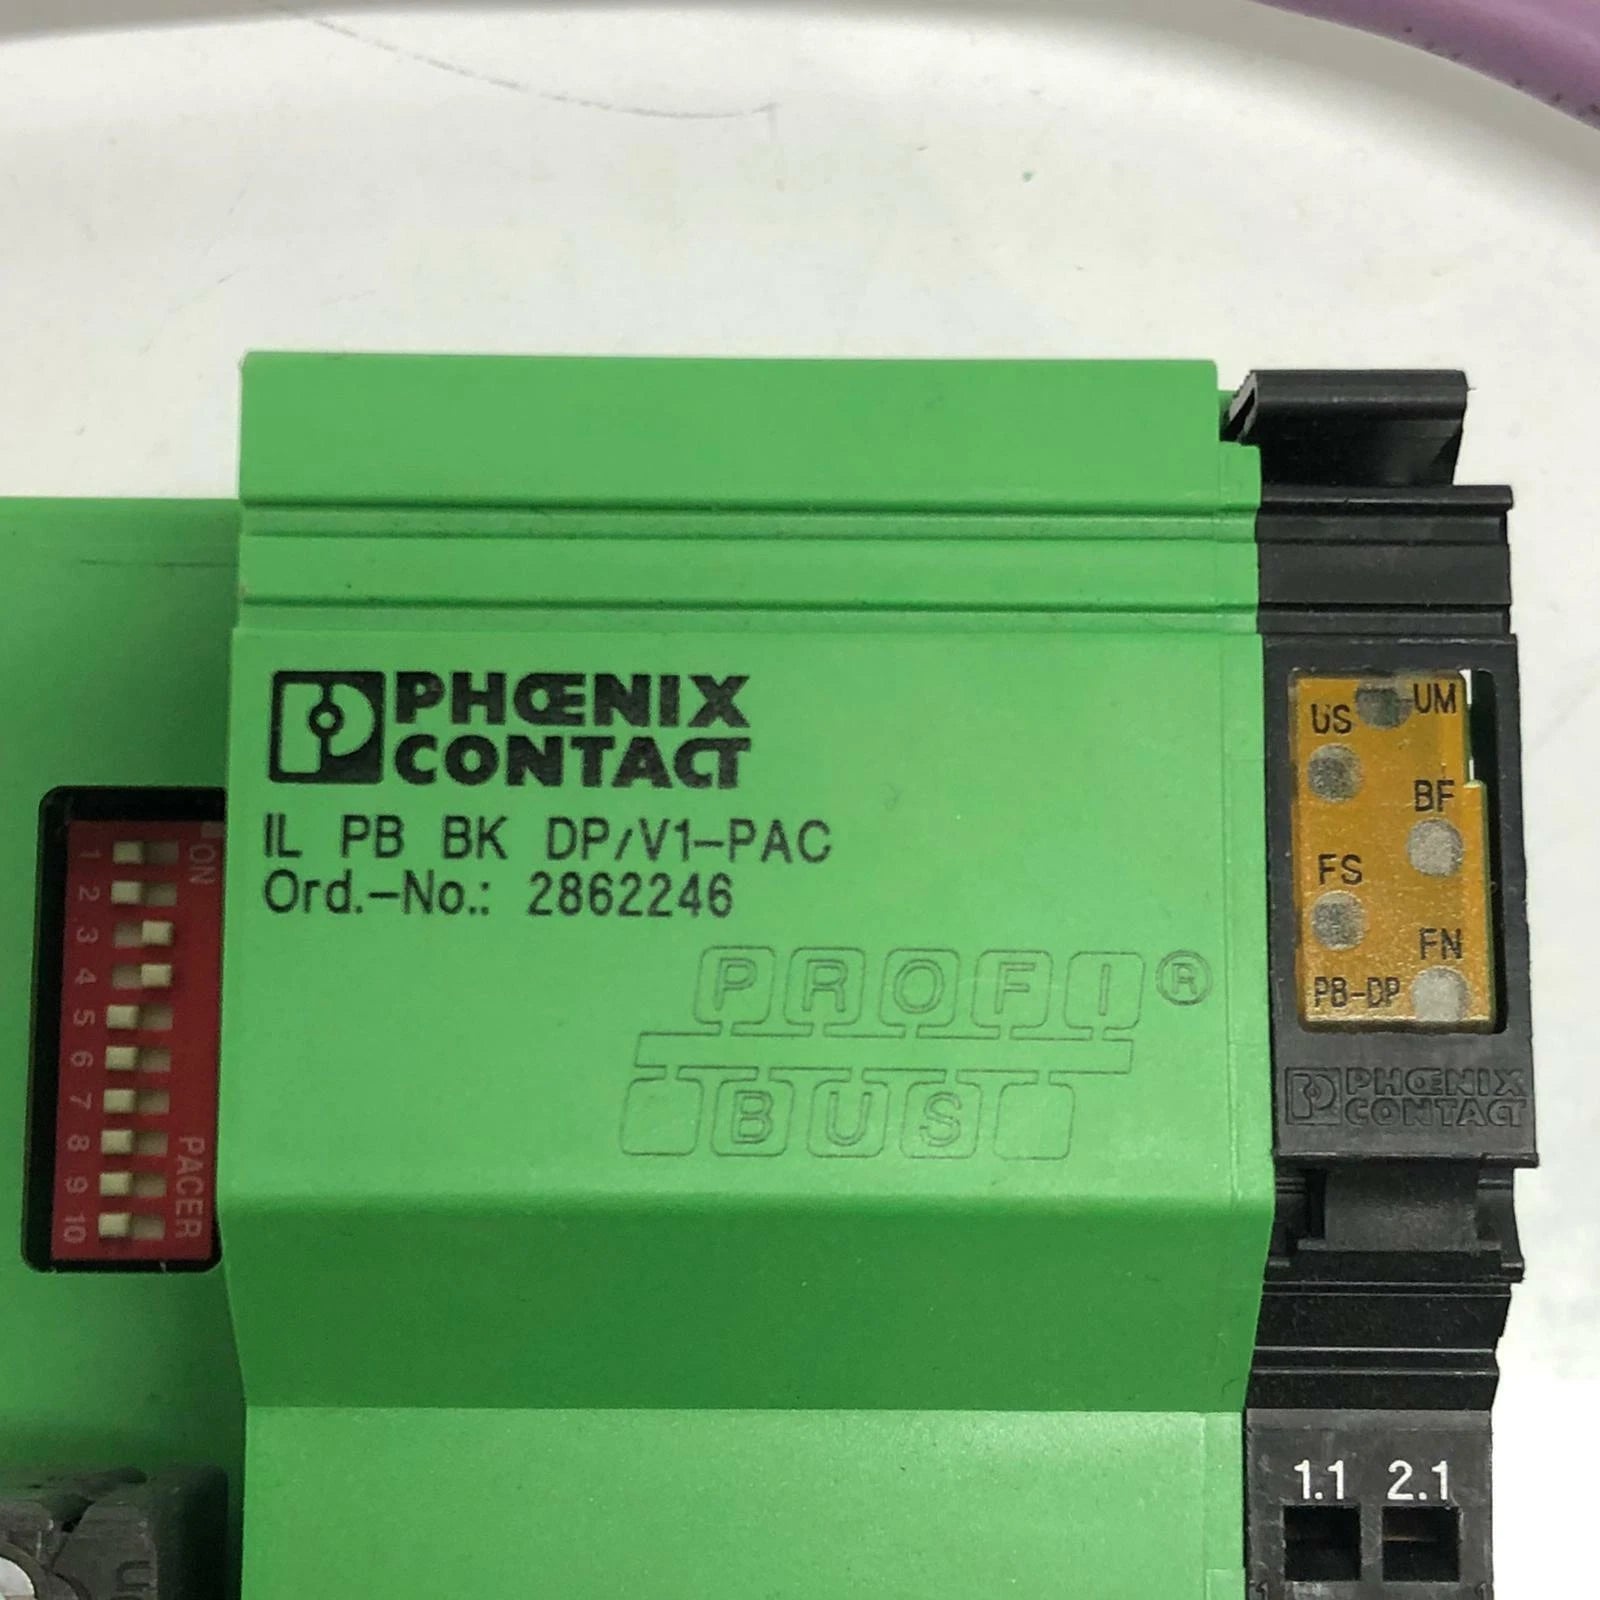 PHŒNIX
CONTACT
IL PB BK DP/V1-PAC
Ord.-No.: 2862246
PROFI®
BUS
ON
1
2
3
4
5
6
7
8
9
10
PACER
US UM
BF
FS
FN
PB-DP
PHŒNIX
CONTACT
1.1 2.1
1 1